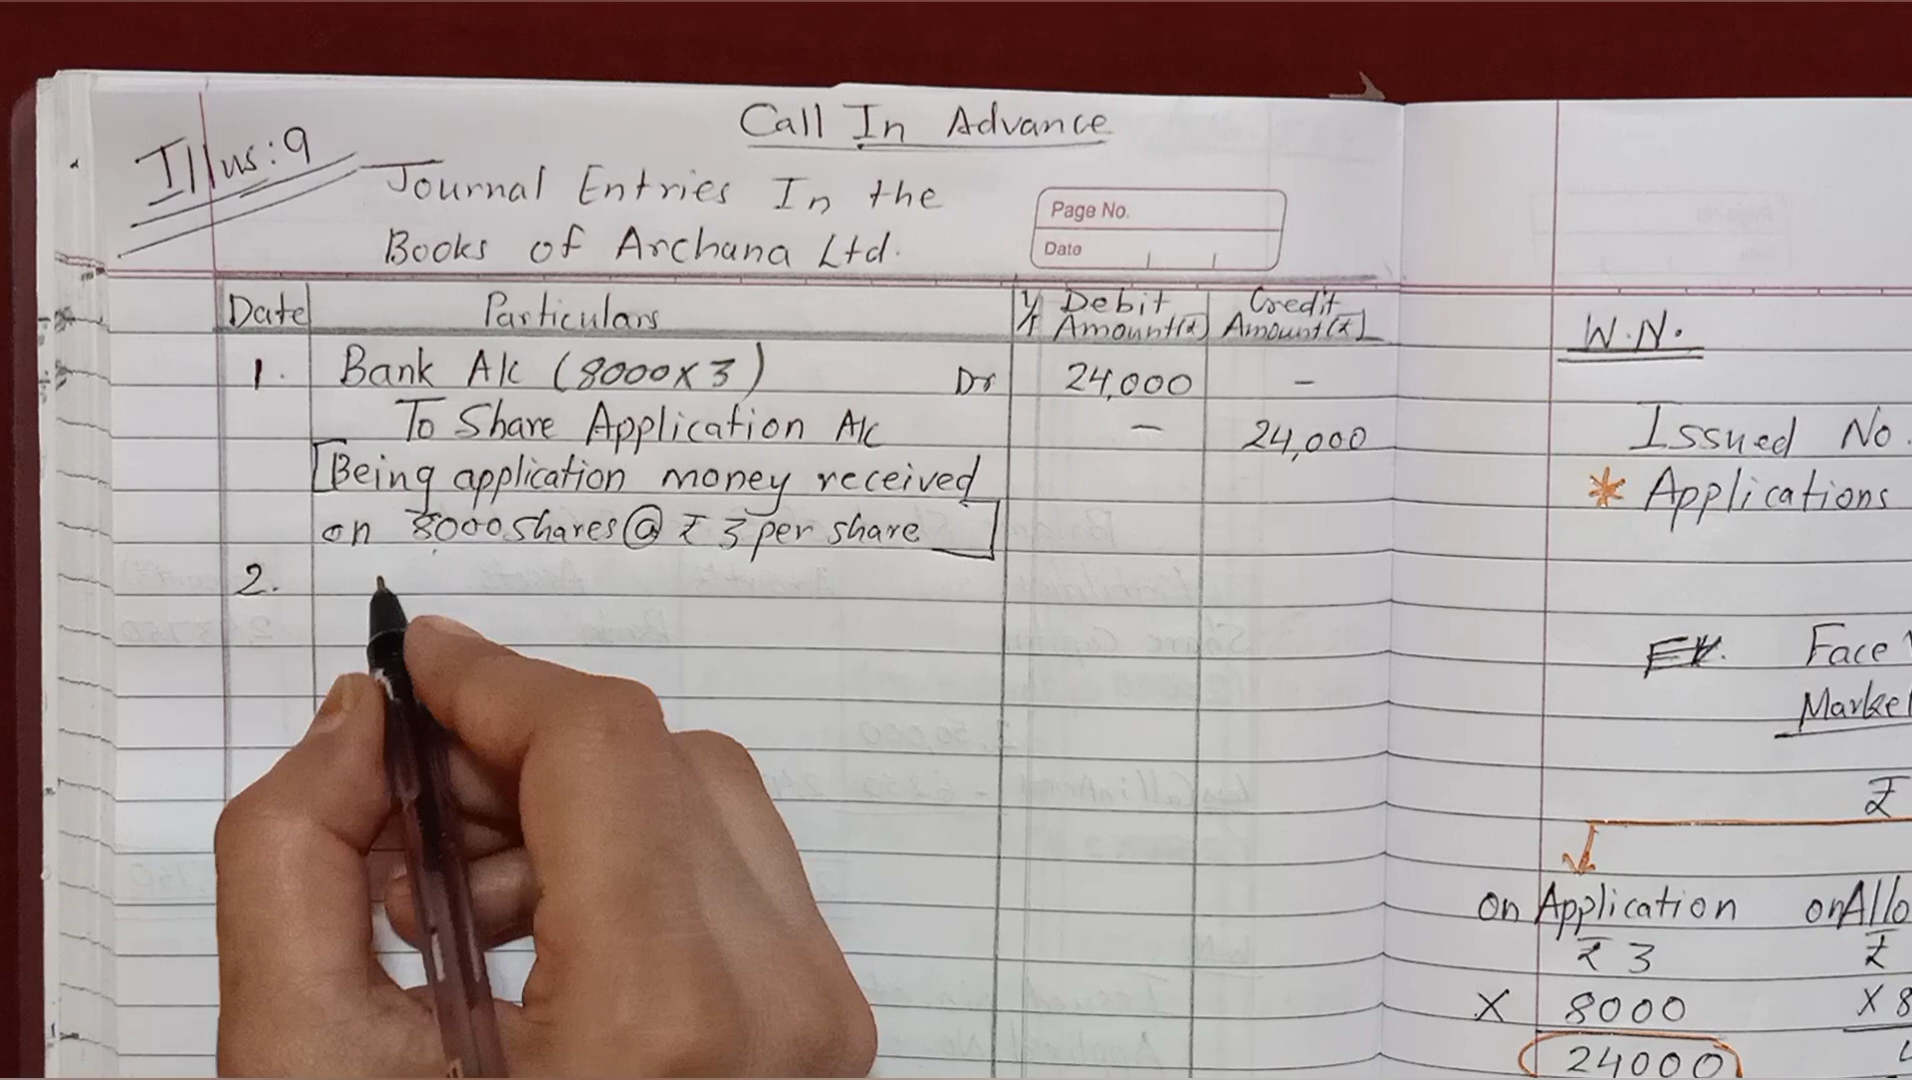 Call In Advance
Illus:9
Journal Entries In the
Books of Archana Ltd.
Page No.
Date
Date Particulars Debit Amount(₹) Credit Amount(₹)
1. Bank A/c (8000×3) Dr 24,000 –
To Share Application A/c – 24,000
[Being application money received
on 8000 shares @ ₹ 3 per share]
2.
W.N.
Issued No.
* Applications
Face
Market
₹
on Application on Allo
₹ 3 ₹
× 8000 × 8
24000